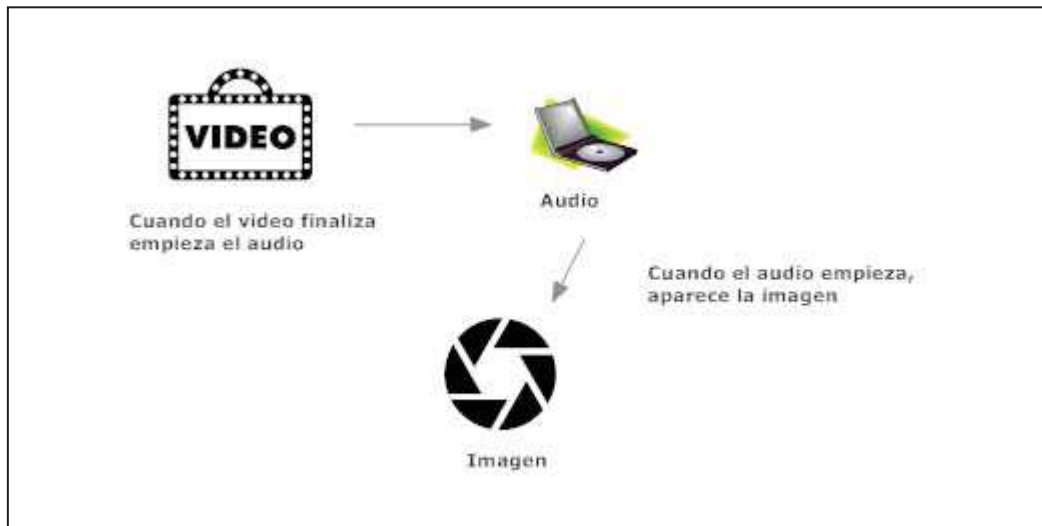 VIDEO
Audio
Cuando el video finaliza
empieza el audio
Cuando el audio empieza,
aparece la imagen
Imagen